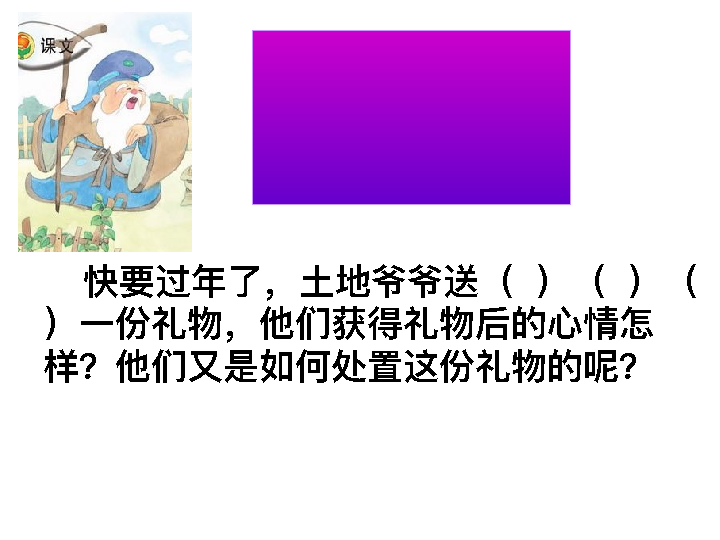 课文
快要过年了，土地爷爷送（ ）（ ）（
）一份礼物，他们获得礼物后的心情怎
样？他们又是如何处置这份礼物的呢？